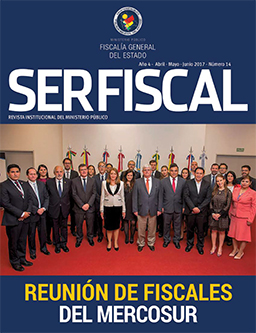 MINISTERIO PÚBLICO
FISCALÍA GENERAL
DEL ESTADO
Año 4 - Abril - Mayo - Junio 2017 - Número 14
SERFISCAL
REVISTA INSTITUCIONAL DEL MINISTERIO PÚBLICO
REUNIÓN DE FISCALES
DEL MERCOSUR